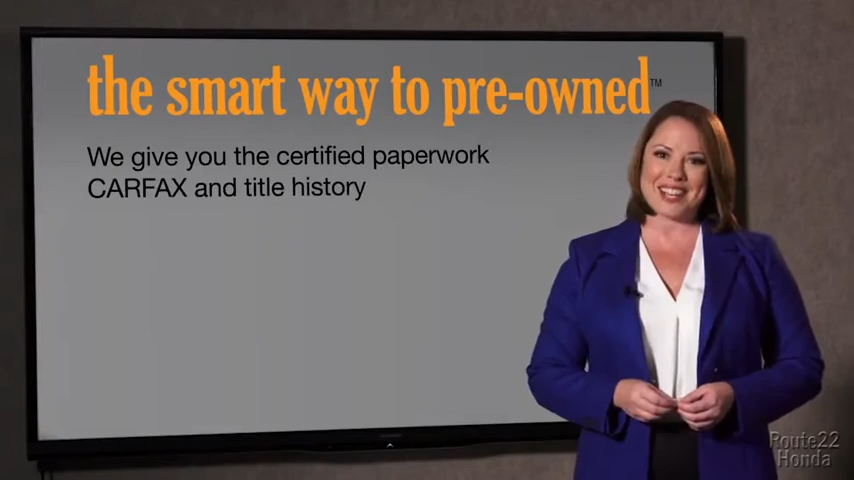 the smart way to pre-owned™
We give you the certified paperwork
CARFAX and title history
Route22
Honda